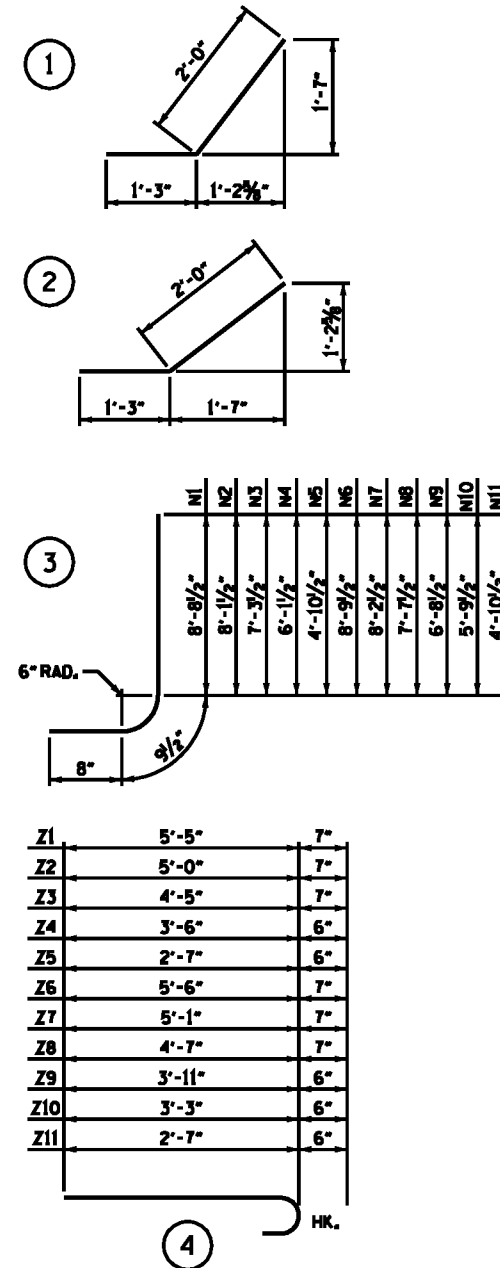 1
2'-0"
1'-7"
1'-3" 1'-2⅝"
2
2'-0"
1'-2⅝"
1'-3" 1'-7"
3
N1 N2 N3 N4 N5 N6 N7 N8 N9 N10 N11
8'-8½" 8'-1½" 7'-3½" 6'-1½" 4'-10½" 8'-9½" 8'-2½" 7'-7½" 6'-8½" 5'-9½" 4'-10½"
6" RAD.
8" 9½"
Z1 5'-5" 7"
Z2 5'-0" 7"
Z3 4'-5" 7"
Z4 3'-6" 6"
Z5 2'-7" 6"
Z6 5'-6" 7"
Z7 5'-1" 7"
Z8 4'-7" 7"
Z9 3'-11" 6"
Z10 3'-3" 6"
Z11 2'-7" 6"
HK.
4